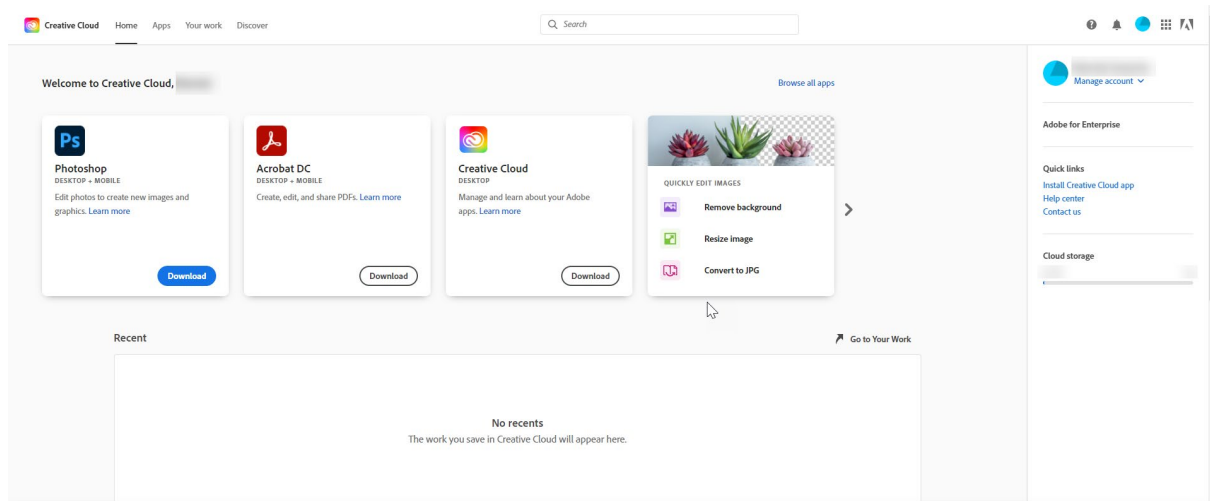 Creative Cloud Home Apps Your work Discover
Search
Welcome to Creative Cloud,
Browse all apps
Ps
Photoshop
DESKTOP + MOBILE
Edit photos to create new images and
graphics. Learn more
Download
Acrobat DC
DESKTOP + MOBILE
Create, edit, and share PDFs. Learn more
Download
Creative Cloud
DESKTOP
Manage and learn about your Adobe
apps. Learn more
Download
QUICKLY EDIT IMAGES
Remove background
Resize image
Convert to JPG
Recent
Go to Your Work
No recents
The work you save in Creative Cloud will appear here.
Manage account
Adobe for Enterprise
Quick links
Install Creative Cloud app
Help center
Contact us
Cloud storage